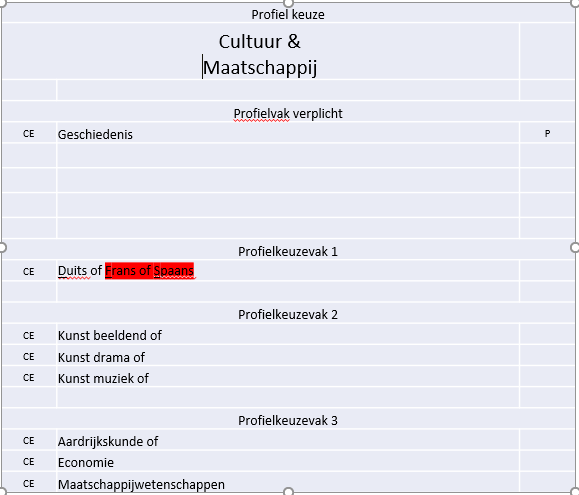 Profiel keuze
Cultuur &
Maatschappij
Profielvak verplicht
CE Geschiedenis P
Profielkeuzevak 1
CE Duits of Frans of Spaans
Profielkeuzevak 2
CE Kunst beeldend of
CE Kunst drama of
CE Kunst muziek of
Profielkeuzevak 3
CE Aardrijkskunde of
CE Economie
CE Maatschappijwetenschappen